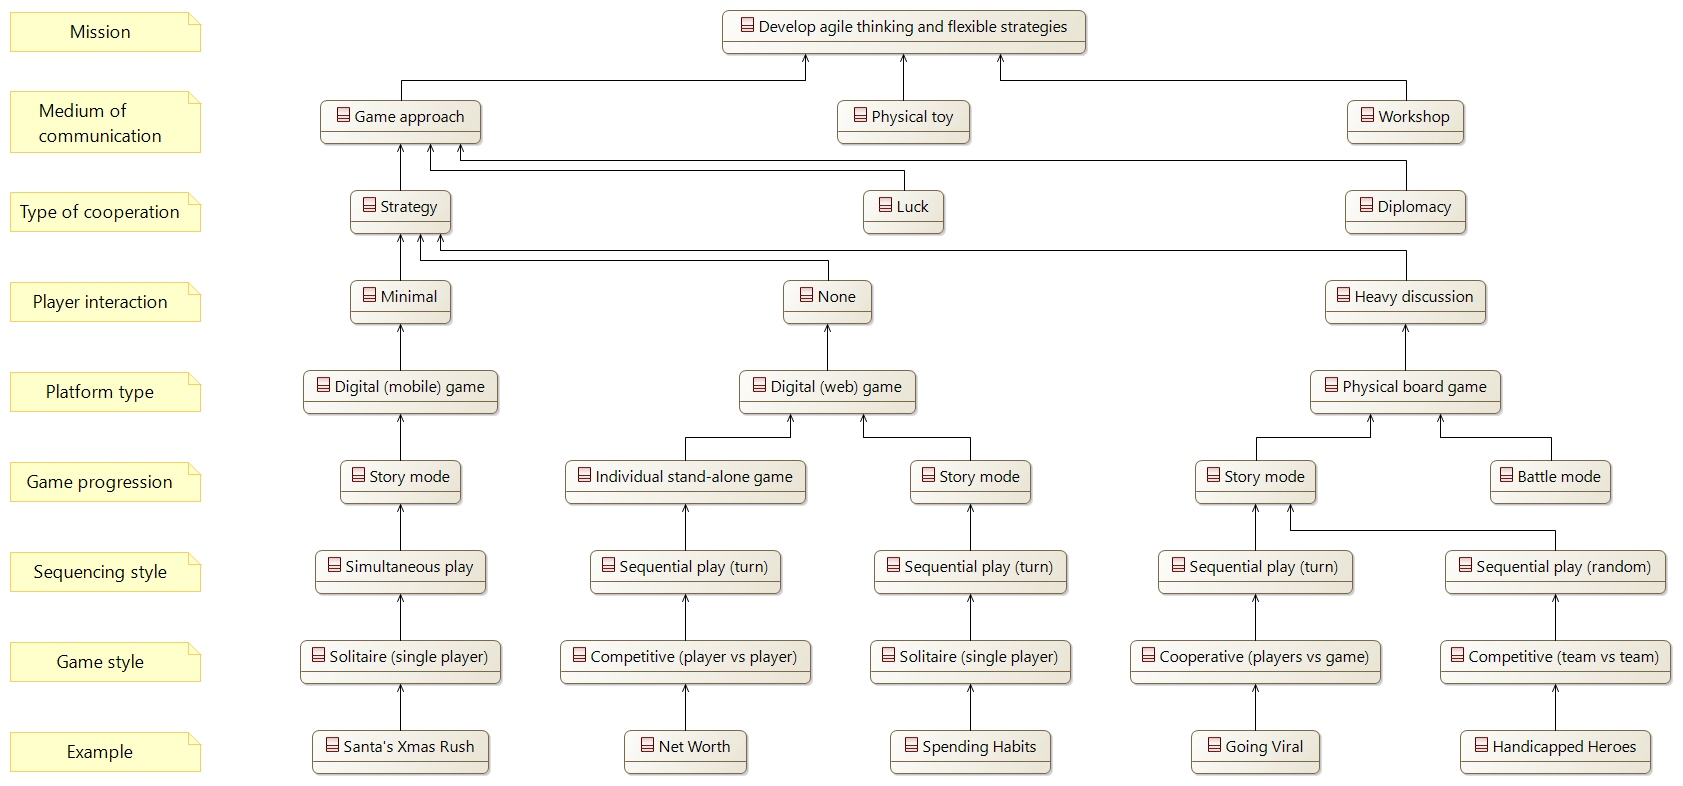 Mission
Develop agile thinking and flexible strategies
Medium of
communication
Game approach
Physical toy
Workshop
Type of cooperation
Strategy
Luck
Diplomacy
Player interaction
Minimal
None
Heavy discussion
Platform type
Digital (mobile) game
Digital (web) game
Physical board game
Game progression
Story mode
Individual stand-alone game
Story mode
Story mode
Battle mode
Sequencing style
Simultaneous play
Sequential play (turn)
Sequential play (turn)
Sequential play (turn)
Sequential play (random)
Game style
Solitaire (single player)
Competitive (player vs player)
Solitaire (single player)
Cooperative (players vs game)
Competitive (team vs team)
Example
Santa's Xmas Rush
Net Worth
Spending Habits
Going Viral
Handicapped Heroes